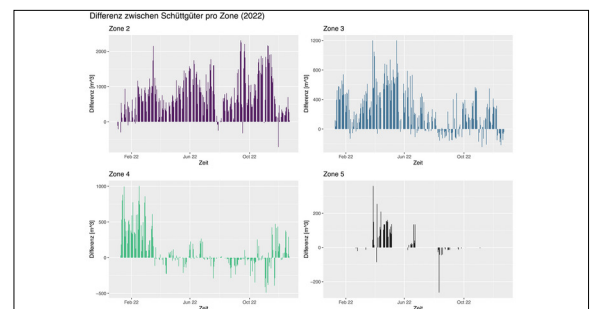 Differenz zwischen Schüttgüter pro Zone (2022)
Zone 2
Zone 3
Differenz [m^3]
2000
1000
0
Feb 22
Jun 22
Oct 22
Zeit
Differenz [m^3]
1200
800
400
0
Feb 22
Jun 22
Oct 22
Zeit
Zone 4
Zone 5
Differenz [m^3]
1000
500
0
-500
Feb 22
Jun 22
Oct 22
Zeit
Differenz [m^3]
200
0
-200
Feb 22
Jun 22
Oct 22
Zeit